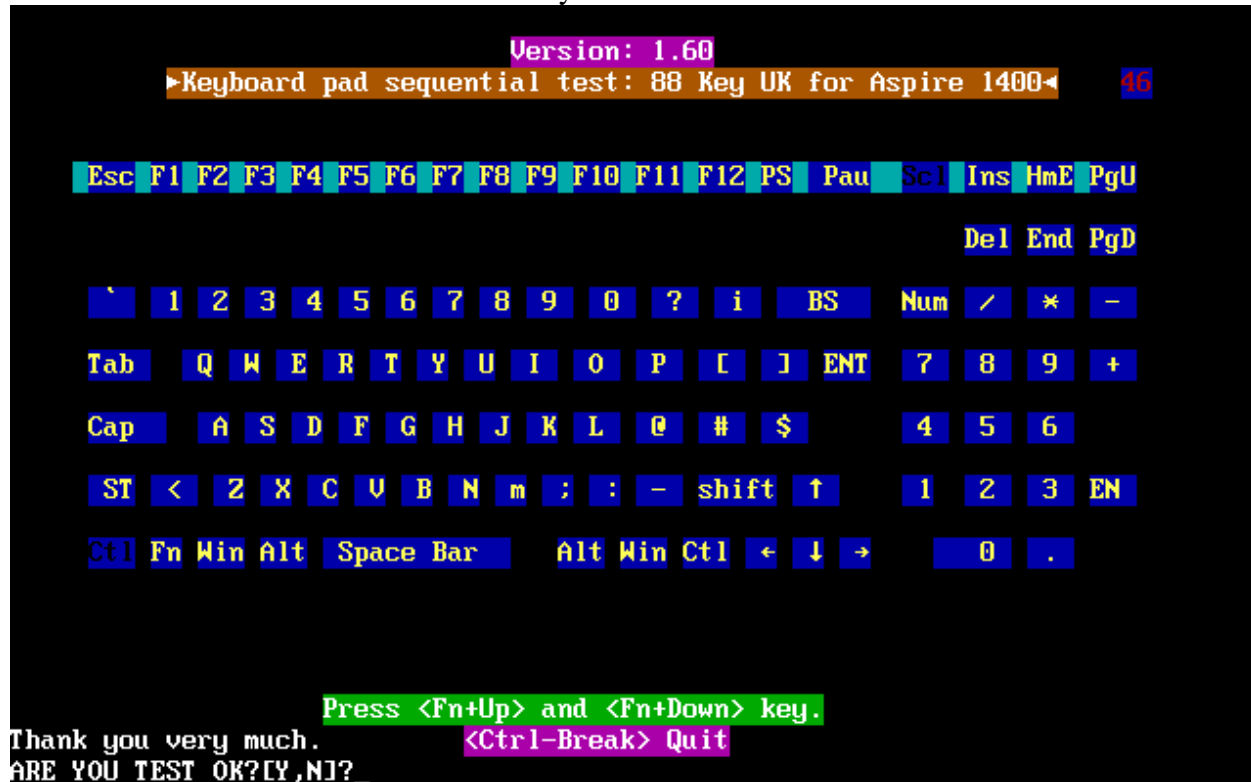 Version: 1.60
►Keyboard pad sequential test: 88 Key UK for Aspire 1400◄ 46
Esc F1 F2 F3 F4 F5 F6 F7 F8 F9 F10 F11 F12 PS Pau Scl Ins HmE PgU
Del End PgD
` 1 2 3 4 5 6 7 8 9 0 ? i BS Num / * -
Tab Q W E R T Y U I O P [ ] ENT 7 8 9 +
Cap A S D F G H J K L @ # $ 4 5 6
ST < Z X C V B N m ; : - shift ↑ 1 2 3 EN
Ctl Fn Win Alt Space Bar Alt Win Ctl ← ↓ → 0 .
Press <Fn+Up> and <Fn+Down> key.
Thank you very much. <Ctrl-Break> Quit
ARE YOU TEST OK?[Y,N]?_